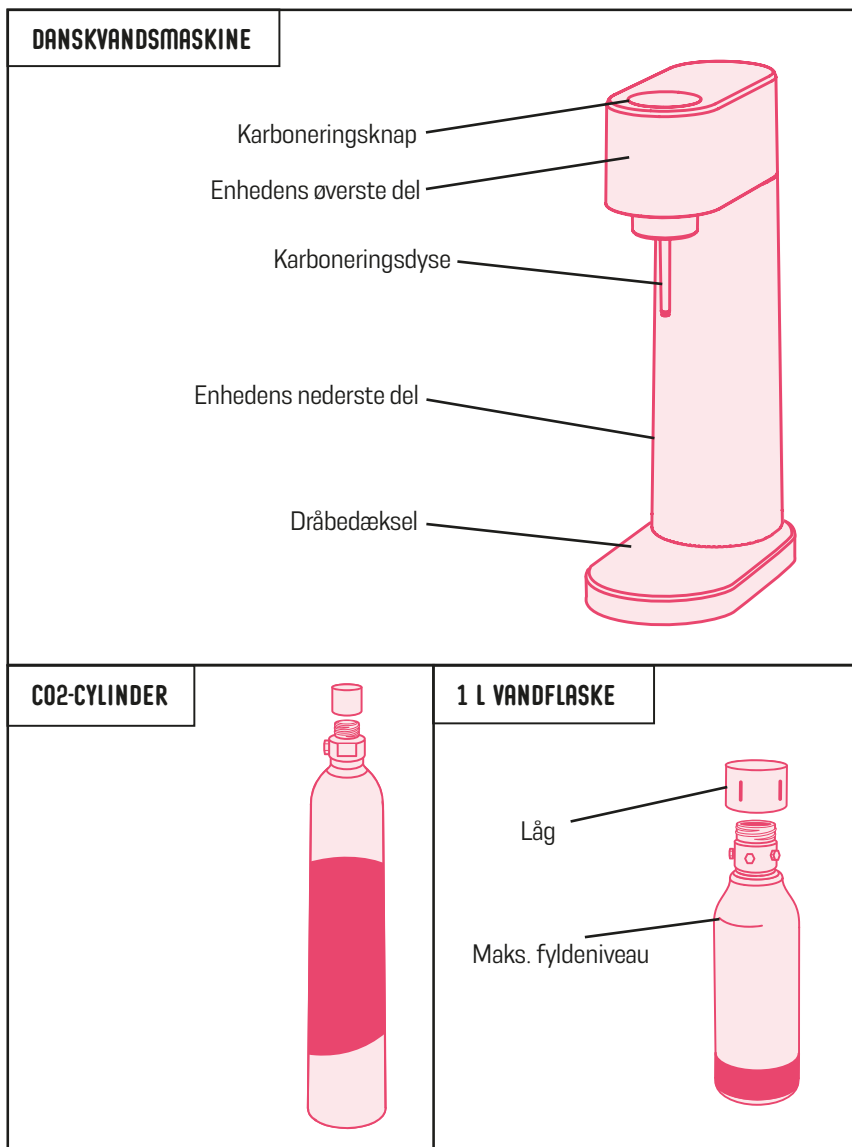 DANSKVANDSMASKINE
Karboneringsknap
Enhedens øverste del
Karboneringsdyse
Enhedens nederste del
Dråbedæksel
CO2-CYLINDER
1 L VANDFLASKE
Låg
Maks. fyldeniveau